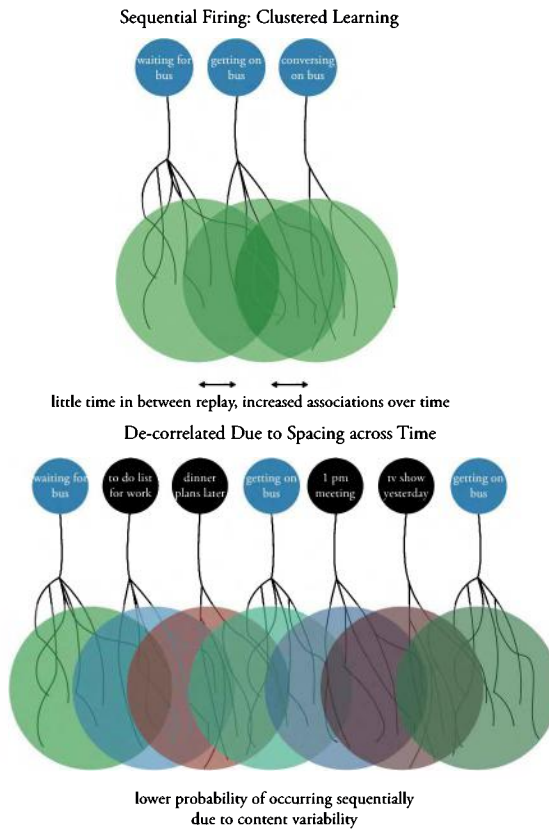 Sequential Firing: Clustered Learning
waiting for
bus
getting on
bus
conversing
on bus
little time in between replay, increased associations over time
De-correlated Due to Spacing across Time
waiting for
bus
to do list
for work
dinner
plans later
getting on
bus
1 pm
meeting
tv show
yesterday
getting on
bus
lower probability of occurring sequentially
due to content variability